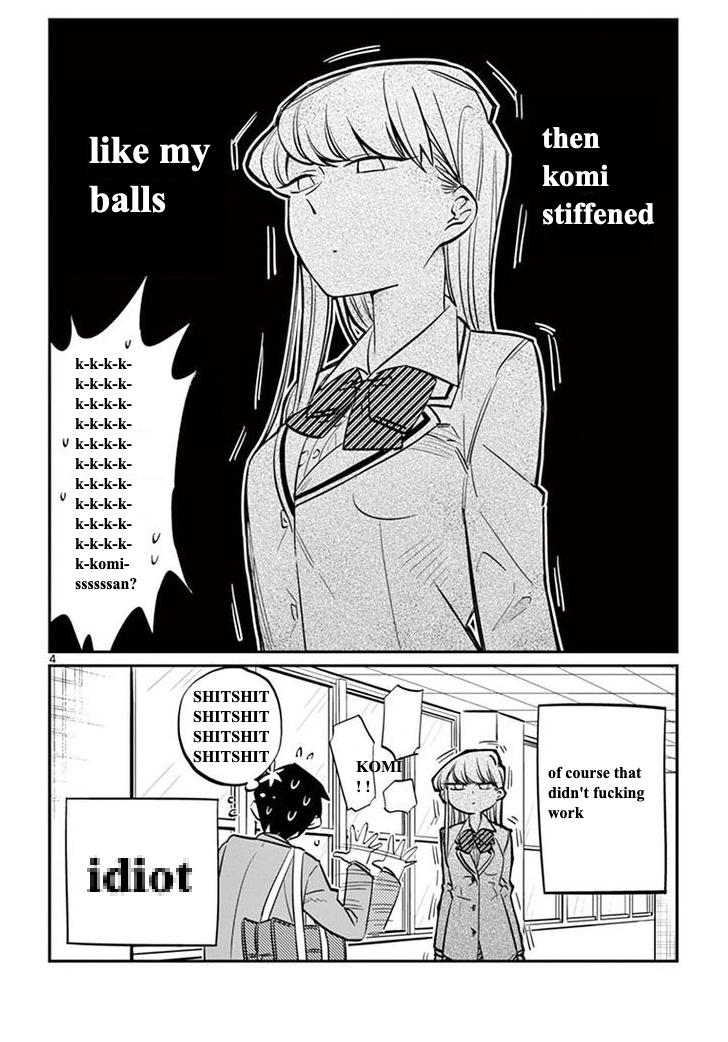 then
komi
stiffened
like my
balls
k-k-k-k-
k-k-k-k-
k-k-k-k-
k-k-k-k-
k-k-k-k-
k-k-k-k-
k-k-k-k-
k-k-k-k-
k-k-k-k-
k-k-k-k-
k-komi-
ssssssan?
4
of course that
didn't fucking
work
KOMI
! !
SHITSHIT
SHITSHIT
SHITSHIT
SHITSHIT
idiot